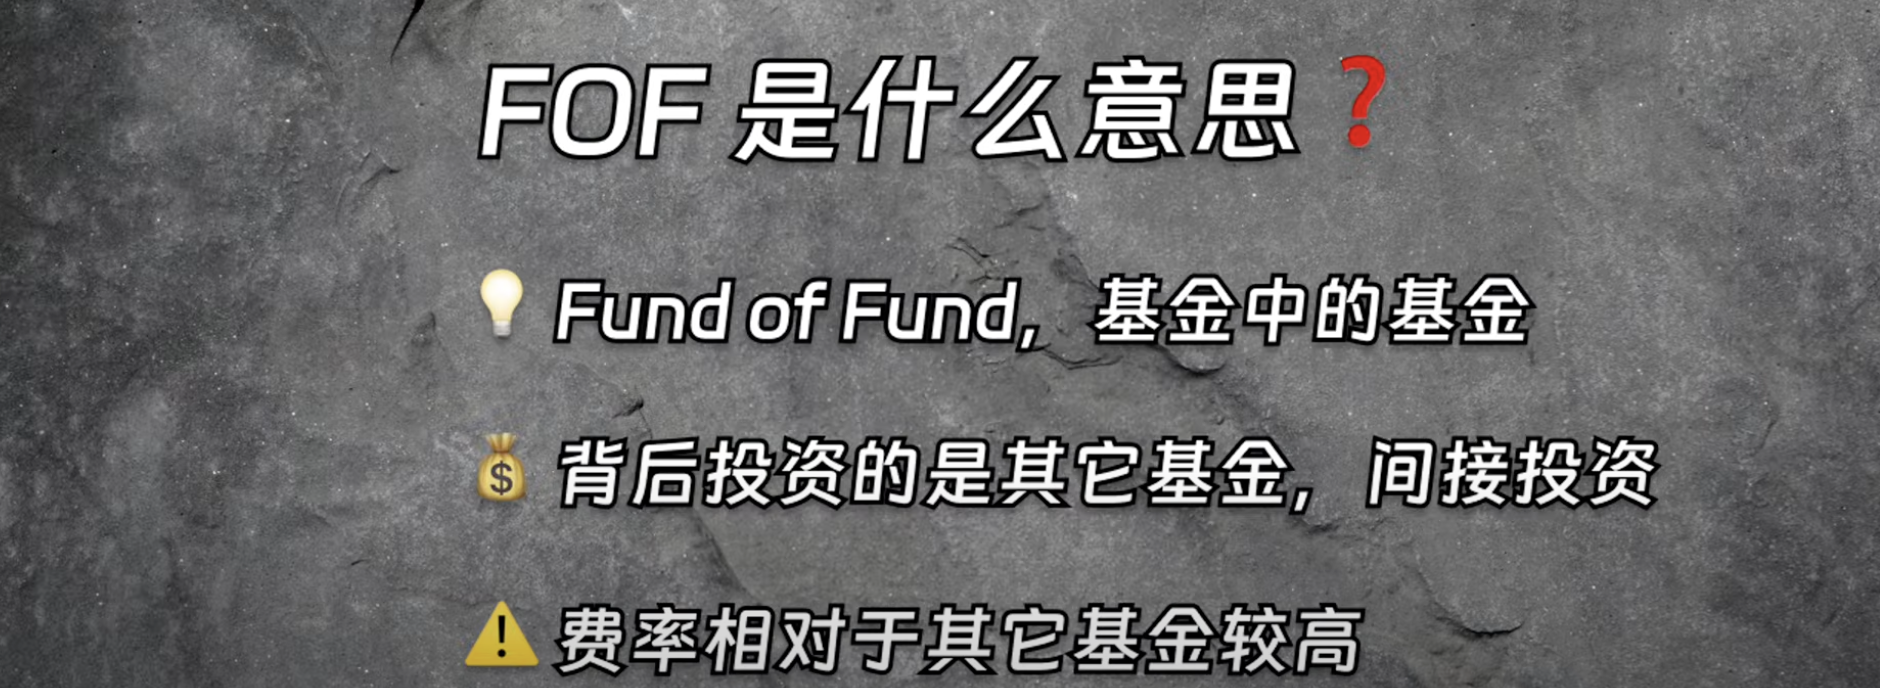 FOF 是什么意思❓
💡 Fund of Fund，基金中的基金
💰 背后投资的是其它基金，间接投资
⚠️ 费率相对于其它基金较高